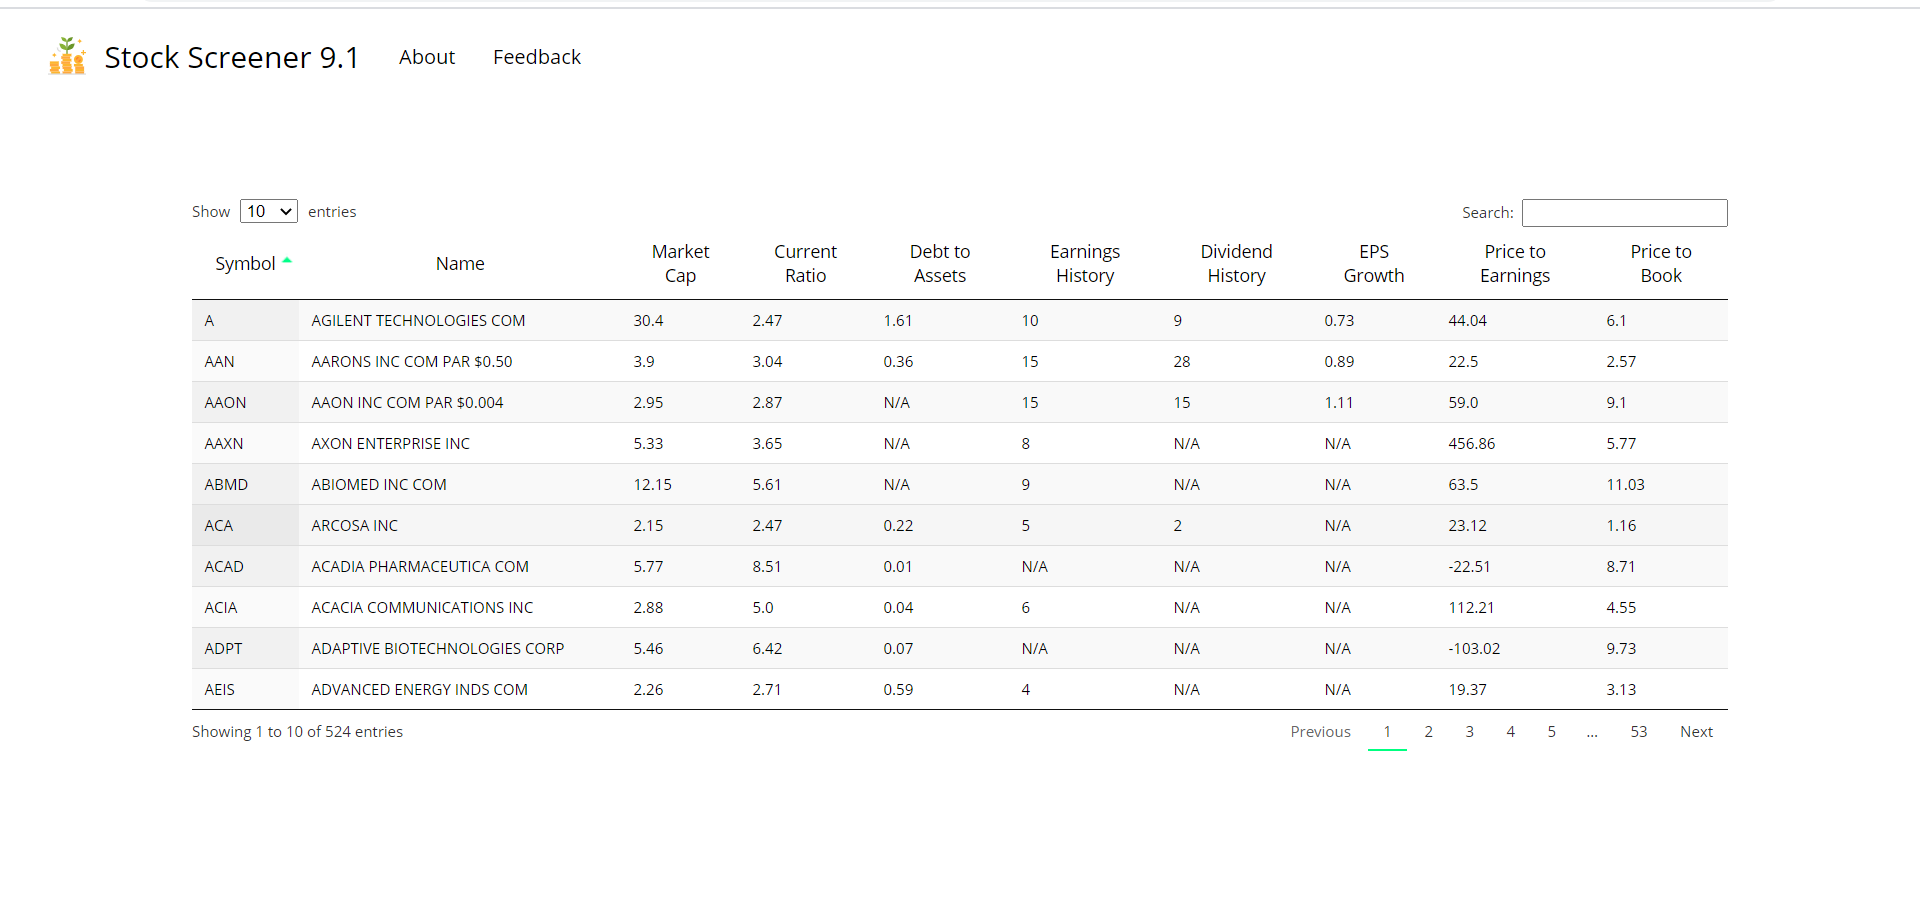 Stock Screener 9.1 About Feedback
Show 10 entries Search:
Symbol Name Market Cap Current Ratio Debt to Assets Earnings History Dividend History EPS Growth Price to Earnings Price to Book
A AGILENT TECHNOLOGIES COM 30.4 2.47 1.61 10 9 0.73 44.04 6.1
AAN AARONS INC COM PAR $0.50 3.9 3.04 0.36 15 28 0.89 22.5 2.57
AAON AAON INC COM PAR $0.004 2.95 2.87 N/A 15 15 1.11 59.0 9.1
AAXN AXON ENTERPRISE INC 5.33 3.65 N/A 8 N/A N/A 456.86 5.77
ABMD ABIOMED INC COM 12.15 5.61 N/A 9 N/A N/A 63.5 11.03
ACA ARCOSA INC 2.15 2.47 0.22 5 2 N/A 23.12 1.16
ACAD ACADIA PHARMACEUTICA COM 5.77 8.51 0.01 N/A N/A N/A -22.51 8.71
ACIA ACACIA COMMUNICATIONS INC 2.88 5.0 0.04 6 N/A N/A 112.21 4.55
ADPT ADAPTIVE BIOTECHNOLOGIES CORP 5.46 6.42 0.07 N/A N/A N/A -103.02 9.73
AEIS ADVANCED ENERGY INDS COM 2.26 2.71 0.59 4 N/A N/A 19.37 3.13
Showing 1 to 10 of 524 entries Previous 1 2 3 4 5 ... 53 Next